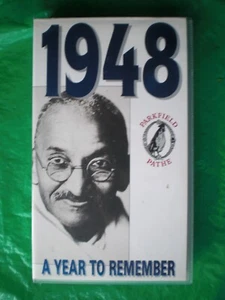 1948
PARKFIELD
PATHE
A YEAR TO REMEMBER